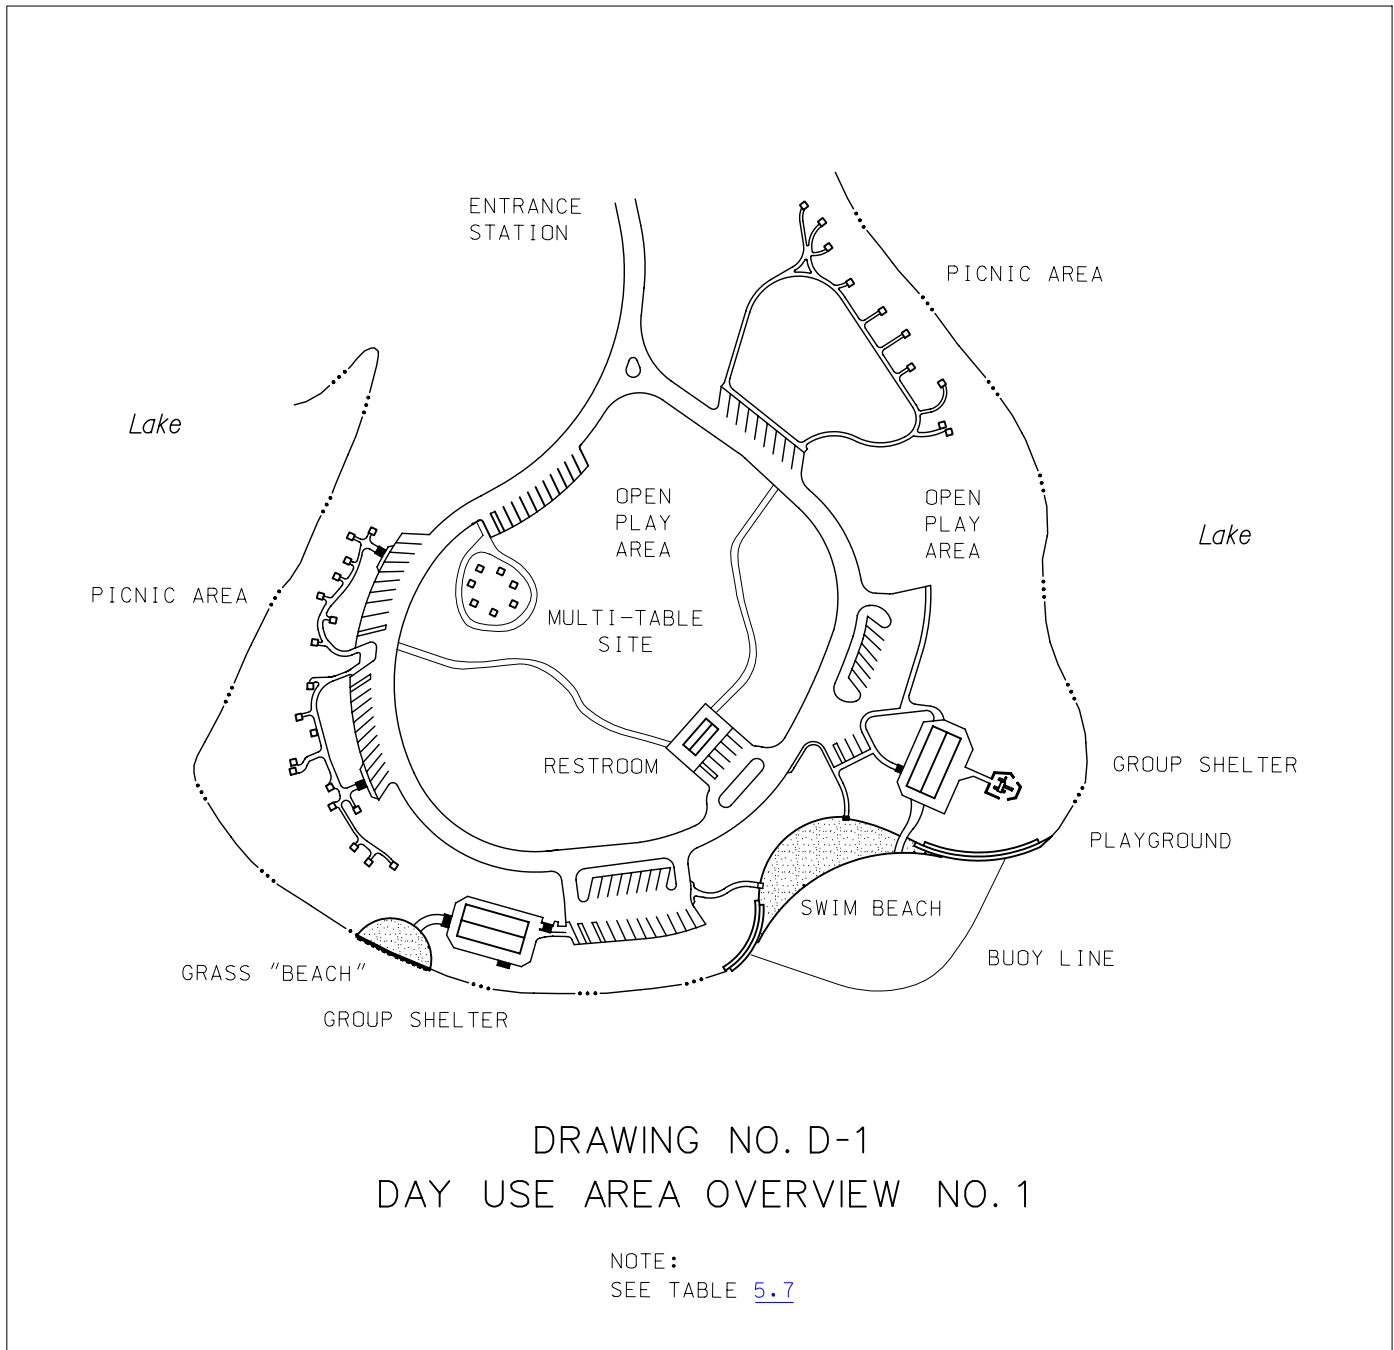 ENTRANCE
STATION
PICNIC AREA
Lake
OPEN
PLAY
AREA
OPEN
PLAY
AREA
Lake
PICNIC AREA
MULTI-TABLE
SITE
RESTROOM
GROUP SHELTER
PLAYGROUND
SWIM BEACH
BUOY LINE
GRASS "BEACH"
GROUP SHELTER
DRAWING NO. D-1
DAY USE AREA OVERVIEW NO. 1
NOTE:
SEE TABLE 5.7